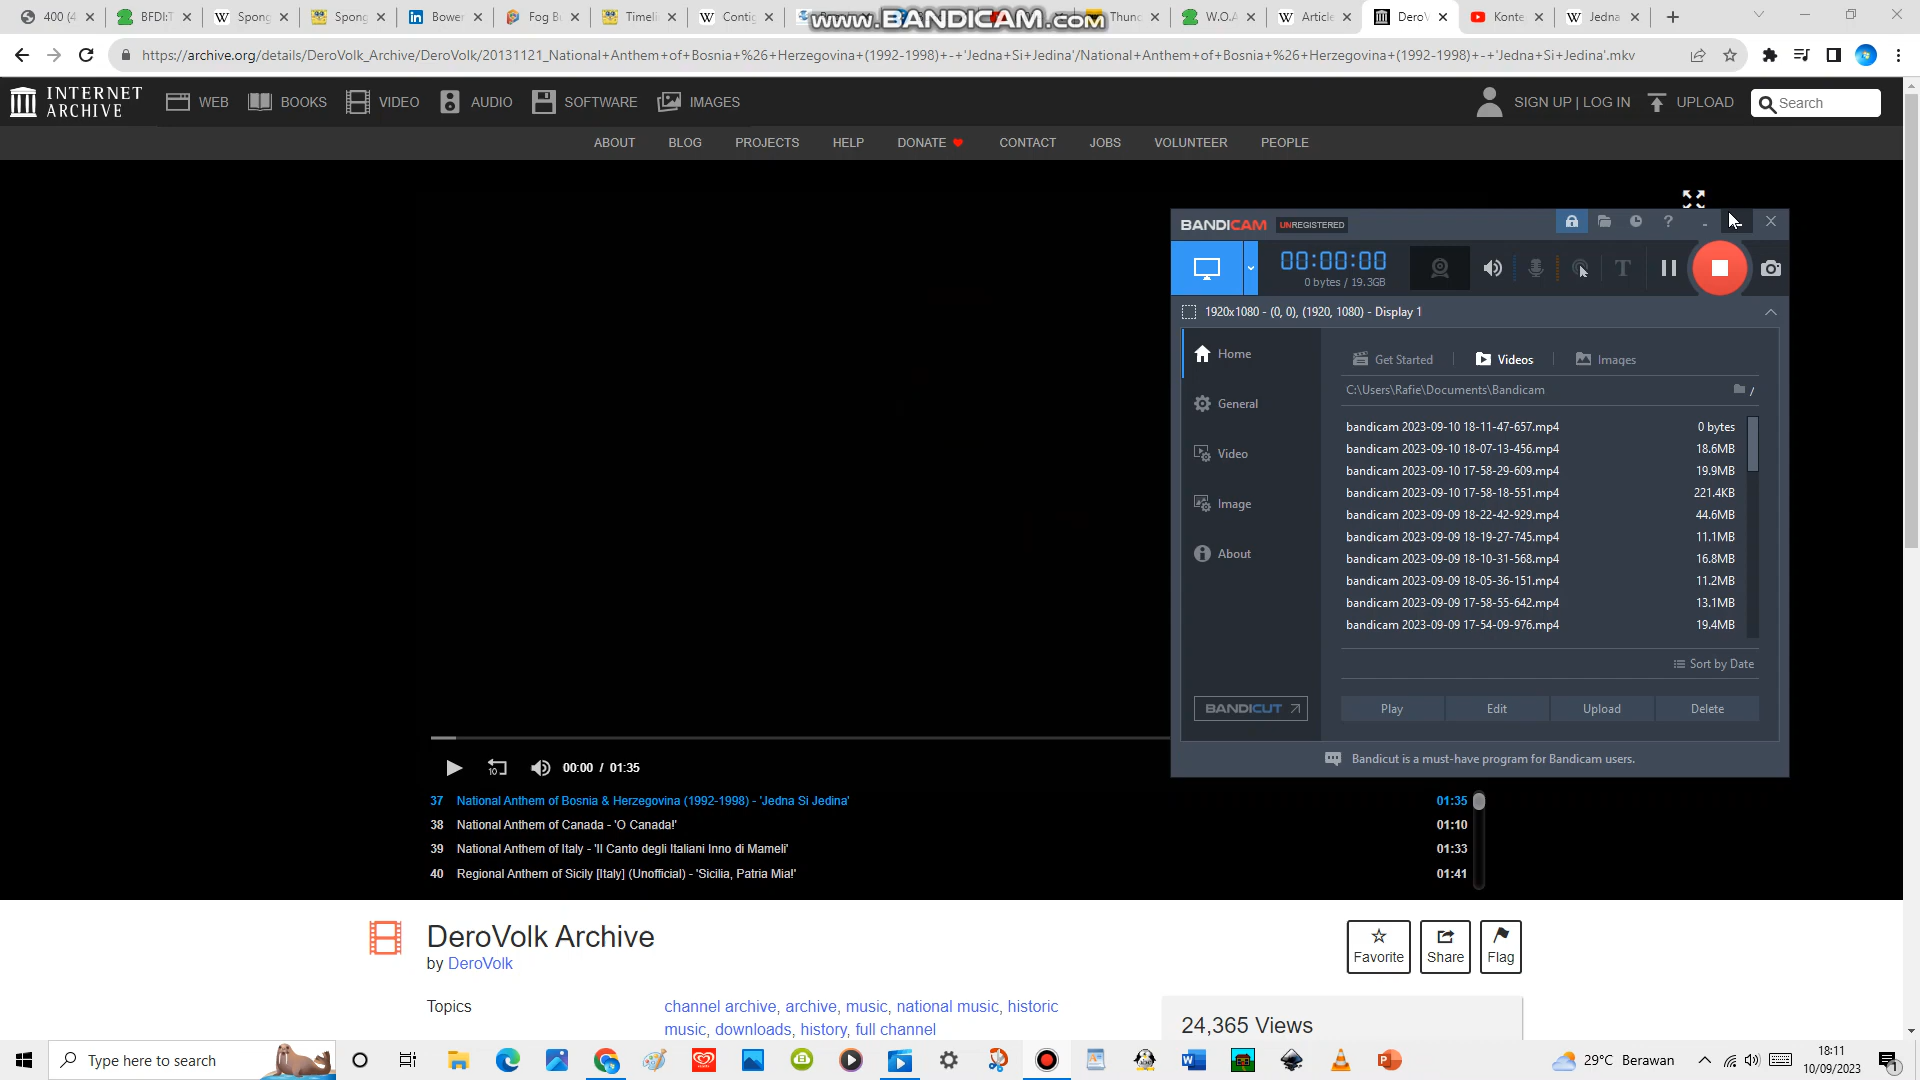 400 (4
BFDI:T
Spong
Spong
Bower
Fog B
Timeli
Contig
www.BANDICAM.com
Thunc
W.O.A
Article
DeroV
Konte
Jedna
https://archive.org/details/DeroVolk_Archive/DeroVolk/20131121_National+Anthem+of+Bosnia+%26+Herzegovina+(1992-1998)+-+'Jedna+Si+Jedina'/National+Anthem+of+Bosnia+%26+Herzegovina+(1992-1998)+-+'Jedna+Si+Jedina'.mkv
INTERNET
ARCHIVE
WEB
BOOKS
VIDEO
AUDIO
SOFTWARE
IMAGES
SIGN UP | LOG IN
UPLOAD
Search
ABOUT
BLOG
PROJECTS
HELP
DONATE
CONTACT
JOBS
VOLUNTEER
PEOPLE
BANDICAM
UNREGISTERED
00:00:00
0 bytes / 19.3GB
1920x1080 - (0, 0), (1920, 1080) - Display 1
Home
General
Video
Image
About
BANDICUT
Get Started
Videos
Images
C:\Users\Rafie\Documents\Bandicam
bandicam 2023-09-10 18-11-47-657.mp4 0 bytes
bandicam 2023-09-10 18-07-13-456.mp4 18.6MB
bandicam 2023-09-10 17-58-29-609.mp4 19.9MB
bandicam 2023-09-10 17-58-18-551.mp4 221.4KB
bandicam 2023-09-09 18-22-42-929.mp4 44.6MB
bandicam 2023-09-09 18-19-27-745.mp4 11.1MB
bandicam 2023-09-09 18-10-31-568.mp4 16.8MB
bandicam 2023-09-09 18-05-36-151.mp4 11.2MB
bandicam 2023-09-09 17-58-55-642.mp4 13.1MB
bandicam 2023-09-09 17-54-09-976.mp4 19.4MB
Sort by Date
Play
Edit
Upload
Delete
Bandicut is a must-have program for Bandicam users.
00:00 / 01:35
37 National Anthem of Bosnia & Herzegovina (1992-1998) - 'Jedna Si Jedina' 01:35
38 National Anthem of Canada - 'O Canada!' 01:10
39 National Anthem of Italy - 'Il Canto degli Italiani Inno di Mameli' 01:33
40 Regional Anthem of Sicily [Italy] (Unofficial) - 'Sicilia, Patria Mia!' 01:41
DeroVolk Archive
by DeroVolk
Favorite
Share
Flag
Topics
channel archive, archive, music, national music, historic
music, downloads, history, full channel
24,365 Views
Type here to search
29°C Berawan
18:11
10/09/2023
1